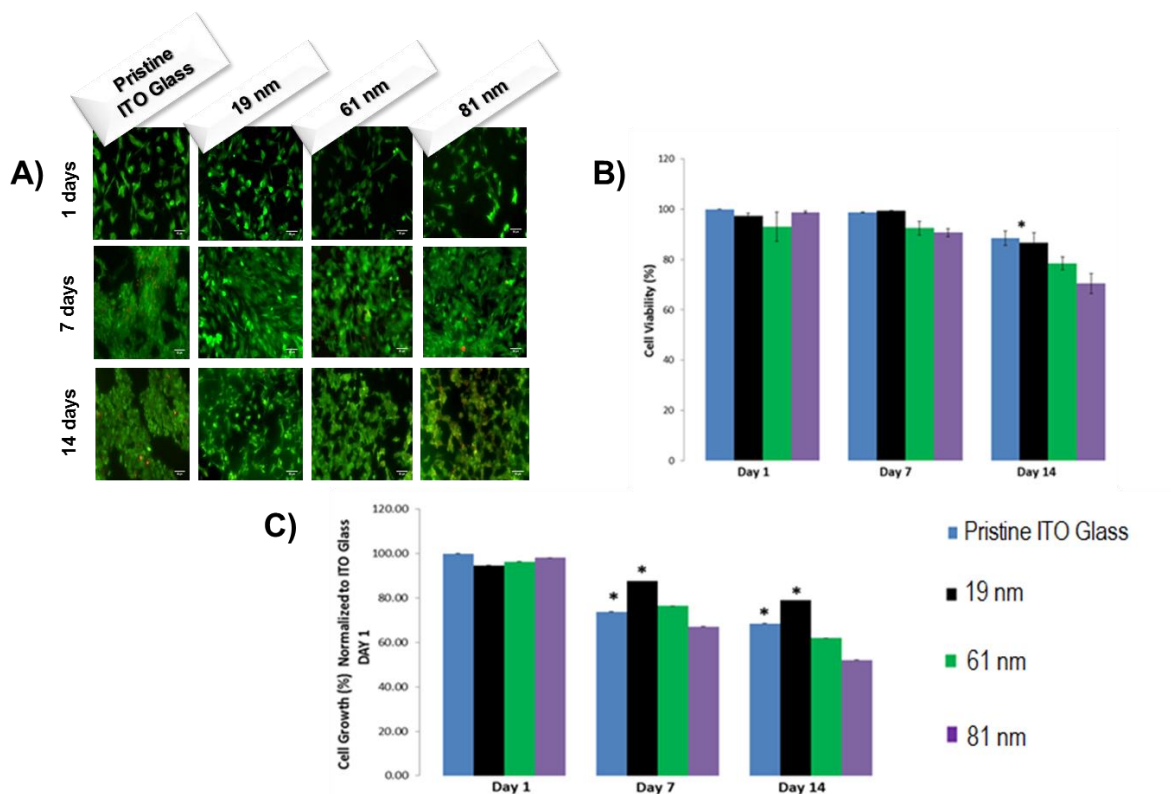 Pristine
ITO Glass
19 nm
61 nm
81 nm
A)
1 days
7 days
14 days
B)
Cell Viability (%)
120
100
80
60
40
20
0
*
Day 1
Day 7
Day 14
C)
Cell Growth (%) Normalized to ITO Glass
DAY 1
120.00
100.00
80.00
60.00
40.00
20.00
0.00
*
*
*
*
Day 1
Day 7
Day 14
Pristine ITO Glass
19 nm
61 nm
81 nm